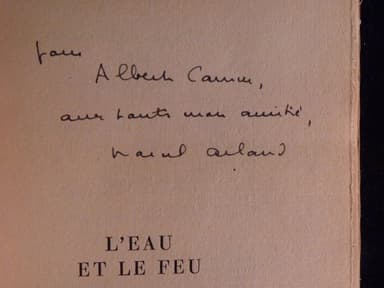 pour
Albert Camus,
avec toute mon amitié,
Marcel Arland
L'EAU
ET LE FEU